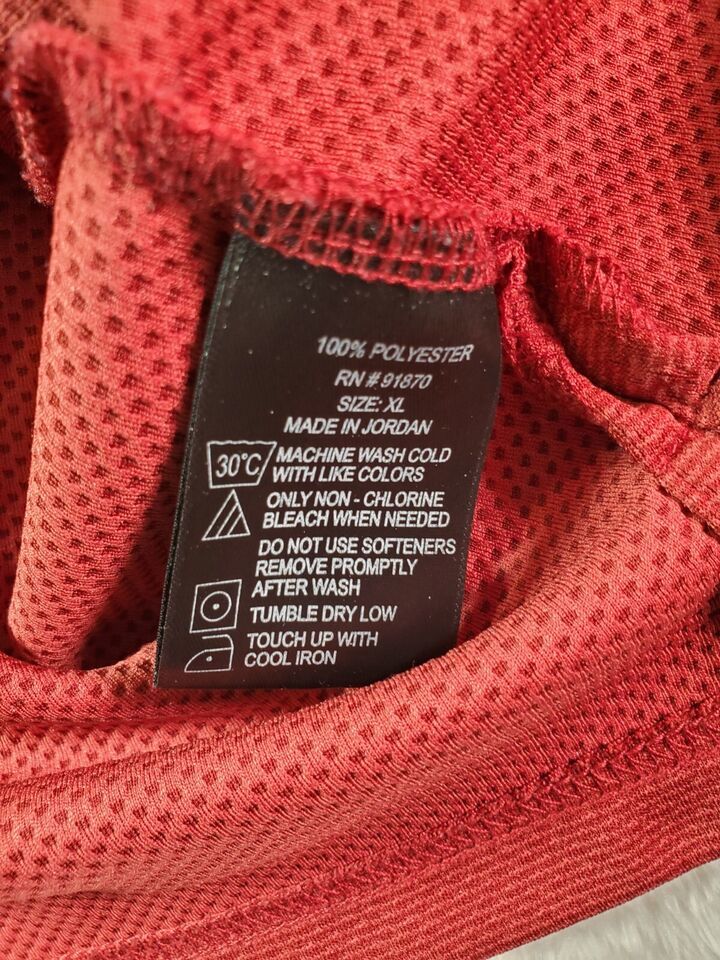 100% POLYESTER
RN # 91870
SIZE: XL
MADE IN JORDAN
30°C MACHINE WASH COLD
WITH LIKE COLORS
ONLY NON - CHLORINE
BLEACH WHEN NEEDED
DO NOT USE SOFTENERS
REMOVE PROMPTLY
AFTER WASH
TUMBLE DRY LOW
TOUCH UP WITH
COOL IRON